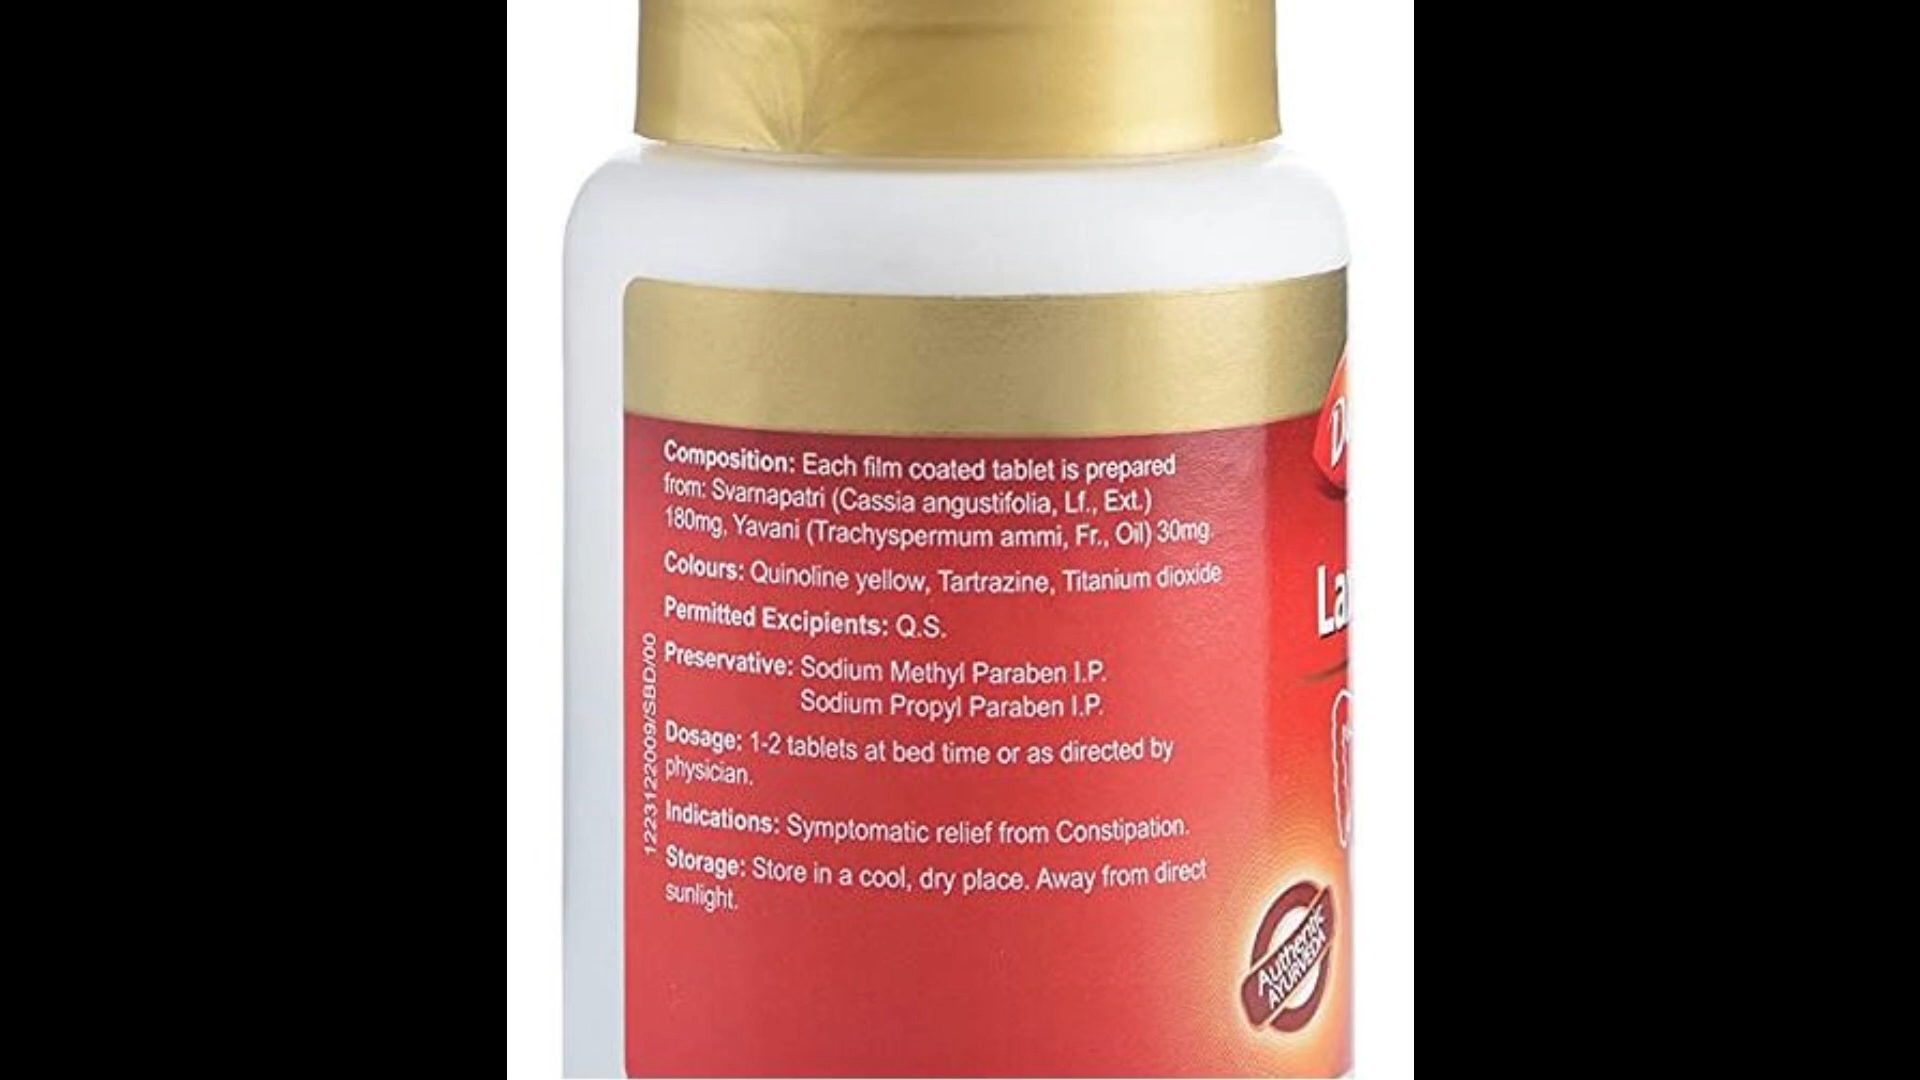 Composition: Each film coated tablet is prepared
from: Svarnapatri (Cassia angustifolia, Lf., Ext.)
180mg, Yavani (Trachyspermum ammi, Fr., Oil) 30mg.
Colours: Quinoline yellow, Tartrazine, Titanium dioxide
Permitted Excipients: Q.S.
Preservative: Sodium Methyl Paraben I.P.
Sodium Propyl Paraben I.P.
Dosage: 1-2 tablets at bed time or as directed by
physician.
Indications: Symptomatic relief from Constipation.
Storage: Store in a cool, dry place. Away from direct
sunlight.
1223122009/SBD/00
Authentic
AYURVEDA